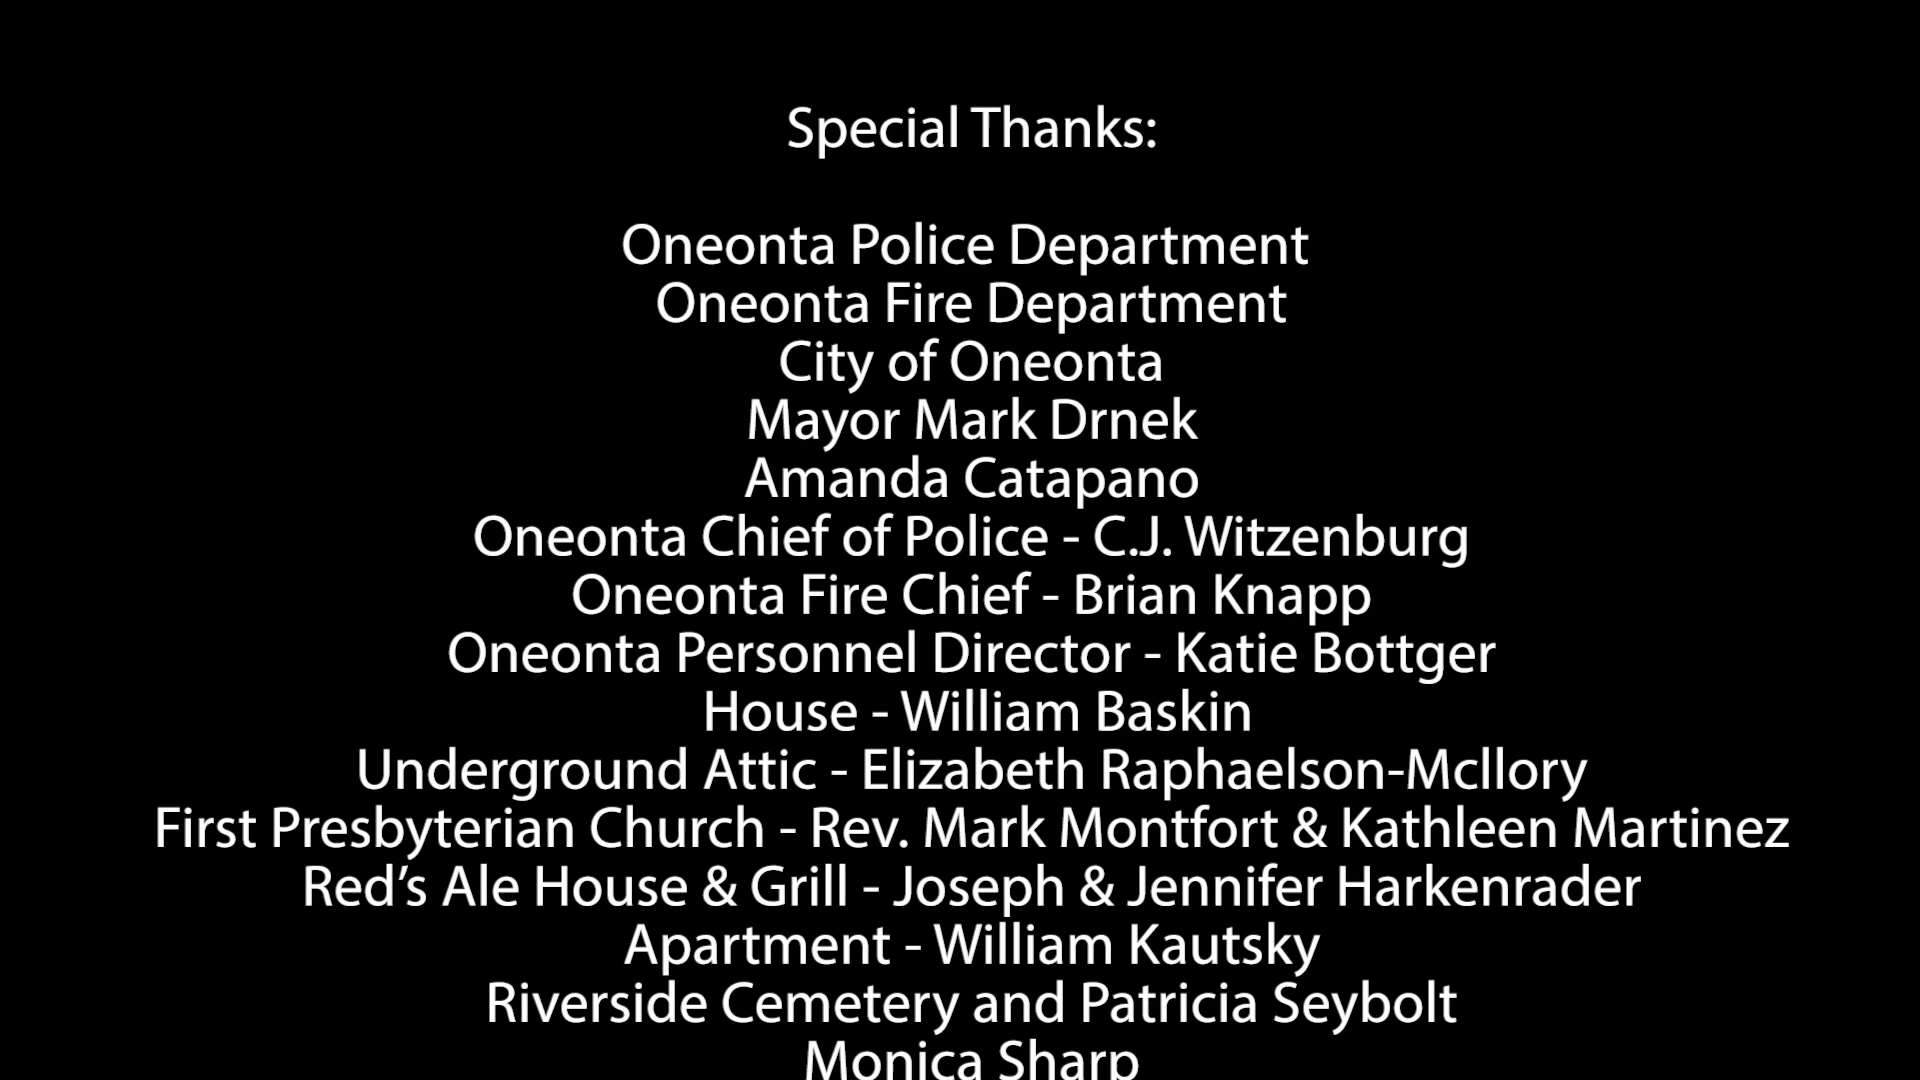 Special Thanks:
Oneonta Police Department
Oneonta Fire Department
City of Oneonta
Mayor Mark Drnek
Amanda Catapano
Oneonta Chief of Police - C.J. Witzenburg
Oneonta Fire Chief - Brian Knapp
Oneonta Personnel Director - Katie Bottger
House - William Baskin
Underground Attic - Elizabeth Raphaelson-Mcllory
First Presbyterian Church - Rev. Mark Montfort & Kathleen Martinez
Red’s Ale House & Grill - Joseph & Jennifer Harkenrader
Apartment - William Kautsky
Riverside Cemetery and Patricia Seybolt
Monica Sharp